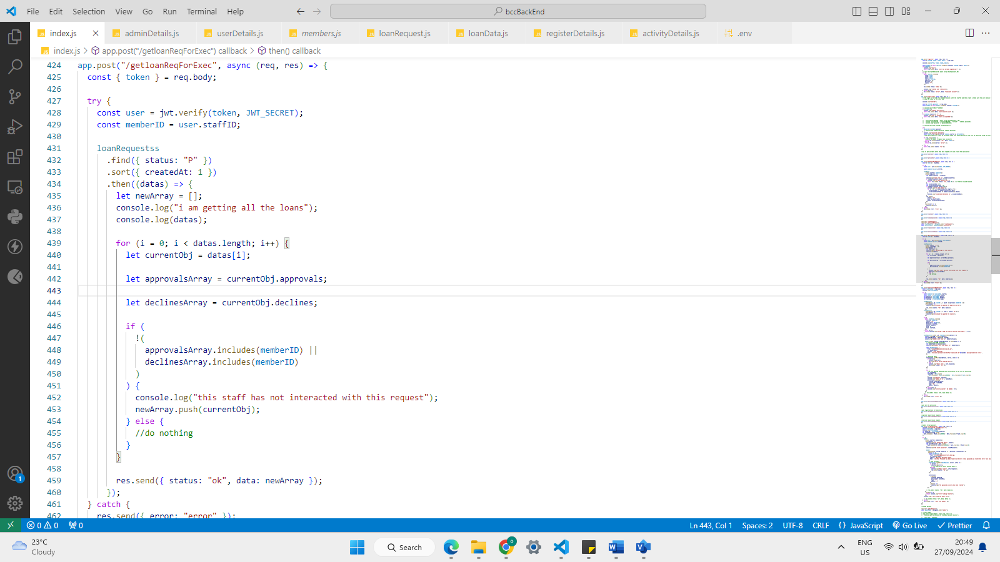 File Edit Selection View Go Run Terminal Help
bccBackEnd
index.js adminDetails.js userDetails.js members.js loanRequest.js loanData.js registerDetails.js activityDetails.js .env
index.js > app.post("/getloanReqForExec") callback > then() callback
424 app.post("/getloanReqForExec", async (req, res) => {
425 const { token } = req.body;
426
427 try {
428 const user = jwt.verify(token, JWT_SECRET);
429 const memberID = user.staffID;
430
431 loanRequestss
432 .find({ status: "P" })
433 .sort({ createdAt: 1 })
434 .then((datas) => {
435 let newArray = [];
436 console.log("i am getting all the loans");
437 console.log(datas);
438
439 for (i = 0; i < datas.length; i++) {
440 let currentObj = datas[i];
441
442 let approvalsArray = currentObj.approvals;
443
444 let declinesArray = currentObj.declines;
445
446 if (
447 !(
448 approvalsArray.includes(memberID) ||
449 declinesArray.includes(memberID)
450 )
451 ) {
452 console.log("this staff has not interacted with this request");
453 newArray.push(currentObj);
454 } else {
455 //do nothing
456 }
457 }
458
459 res.send({ status: "ok", data: newArray });
460 });
461 } catch {
462 res.send({ error: "error" });
1
0 0 0 Ln 443, Col 1 Spaces: 2 UTF-8 CRLF {} JavaScript Go Live Prettier
23°C
Cloudy
Search
0
ENG
US
20:49
27/09/2024